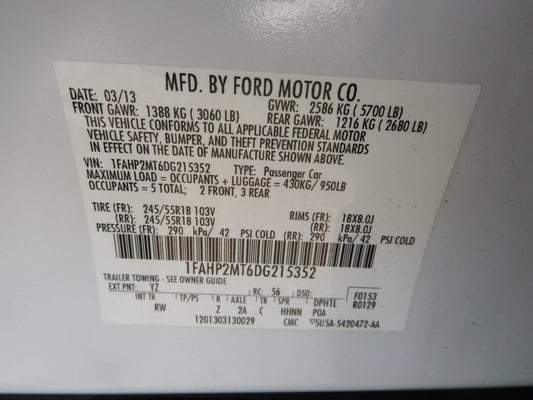 MFD. BY FORD MOTOR CO.
DATE: 03/13 GVWR: 2586 KG ( 5700 LB)
FRONT GAWR: 1388 KG ( 3060 LB) REAR GAWR: 1216 KG ( 2680 LB)
THIS VEHICLE CONFORMS TO ALL APPLICABLE FEDERAL MOTOR
VEHICLE SAFETY, BUMPER, AND THEFT PREVENTION STANDARDS
IN EFFECT ON THE DATE OF MANUFACTURE SHOWN ABOVE.
VIN: 1FAHP2MT6DG215352 TYPE: Passenger Car
MAXIMUM LOAD = OCCUPANTS + LUGGAGE = 430KG/ 950LB
OCCUPANTS = 5 TOTAL; 2 FRONT, 3 REAR
TIRE (FR): 245/55R18 103V RIMS (FR): 18X8.0J
(RR): 245/55R18 103V (RR): 18X8.0J
PRESSURE (FR): 290 kPa/ 42 PSI COLD (RR): 290 kPa/ 42 PSI COLD
1FAHP2MT6DG215352
TRAILER TOWING - SEE OWNER GUIDE
EXT PNT: YZ RC: 56 DSO: F0153
INT TR TP/PS R AXLE TR SPR DPHTL R0129
RW Z 2A C HHNN POA
1201303130029 CMC ▽5U5A-5420472-AA